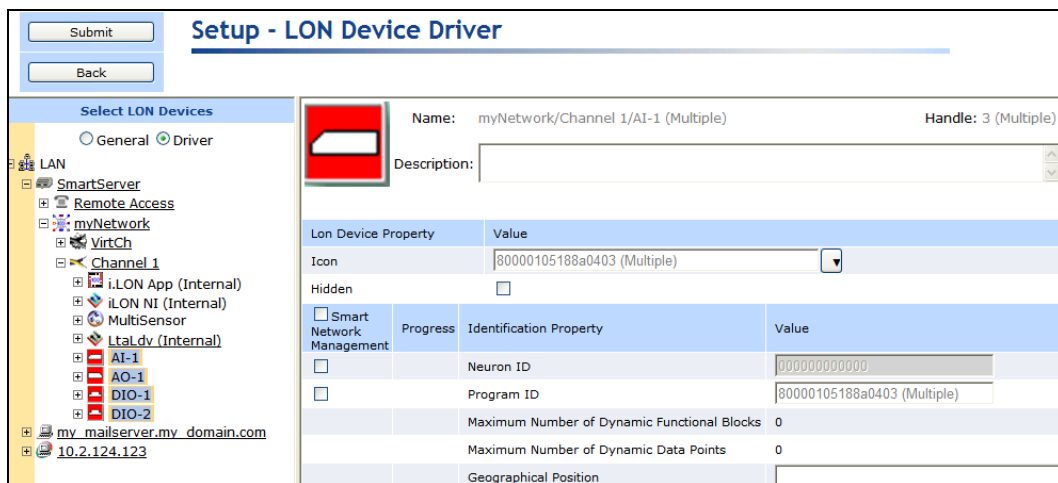 Submit
Back
Setup - LON Device Driver
Select LON Devices
General Driver
LAN
SmartServer
Remote Access
myNetwork
VirtCh
Channel 1
i.LON App (Internal)
iLON NI (Internal)
MultiSensor
LtaLdv (Internal)
AI-1
AO-1
DIO-1
DIO-2
my_mailserver.my_domain.com
10.2.124.123
Name: myNetwork/Channel 1/AI-1 (Multiple) Handle: 3 (Multiple)
Description:
Lon Device Property Value
Icon 80000105188a0403 (Multiple)
Hidden
Smart Network Management Progress Identification Property Value
Neuron ID 000000000000
Program ID 80000105188a0403 (Multiple)
Maximum Number of Dynamic Functional Blocks 0
Maximum Number of Dynamic Data Points 0
Geographical Position